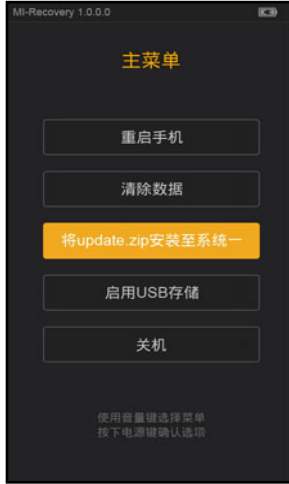 MI-Recovery 1.0.0.0
主菜单
重启手机
清除数据
将update.zip安装至系统一
启用USB存储
关机
使用音量键选择菜单
按下电源键确认选项